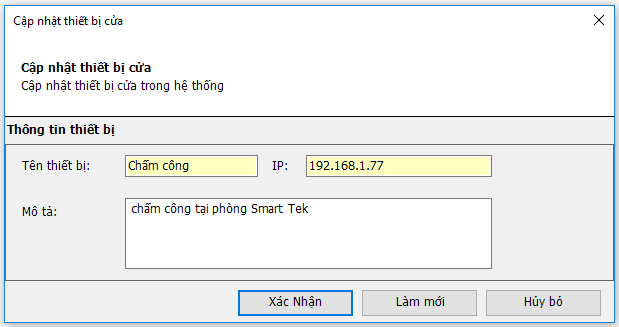 Cập nhật thiết bị cửa
Cập nhật thiết bị cửa
Cập nhật thiết bị cửa trong hệ thống
Thông tin thiết bị
Tên thiết bị: Chấm công IP: 192.168.1.77
Mô tả: chấm công tại phòng Smart Tek
Xác Nhận Làm mới Hủy bỏ